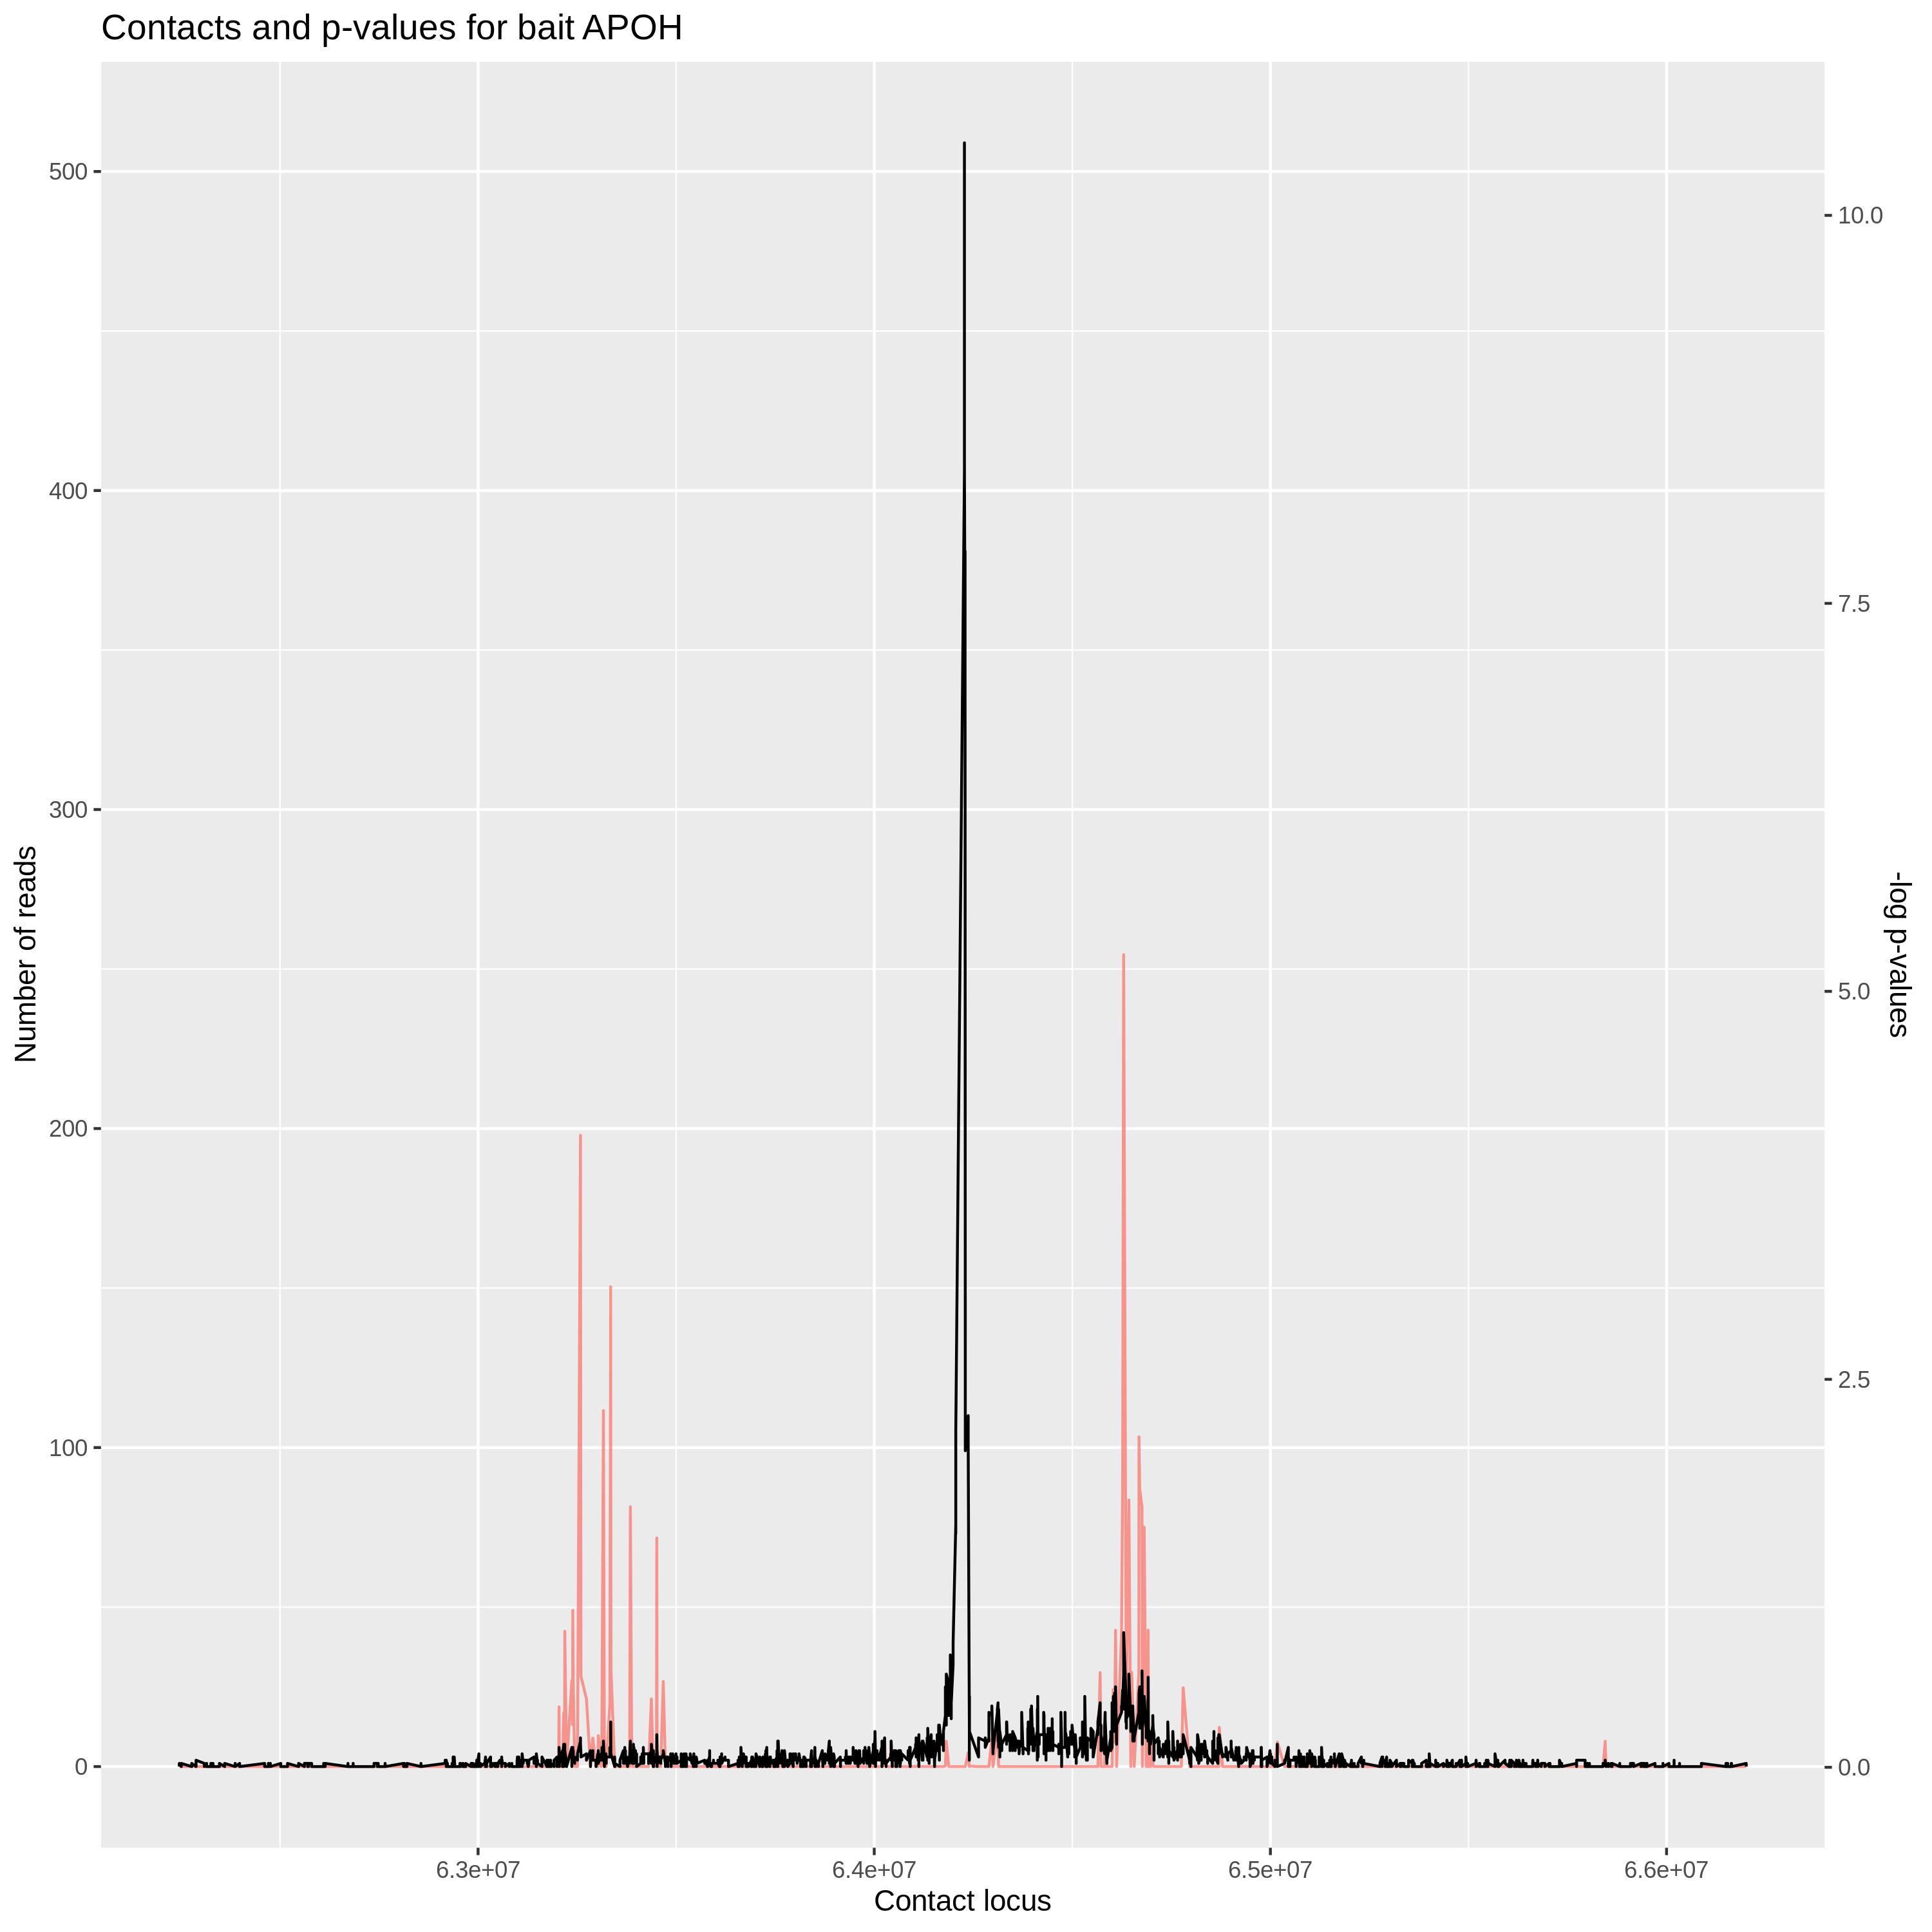 Contacts and p-values for bait APOH
500
400
300
200
100
0
Number of reads
10.0
7.5
5.0
2.5
0.0
-log p-values
6.3e+07
6.4e+07
6.5e+07
6.6e+07
Contact locus